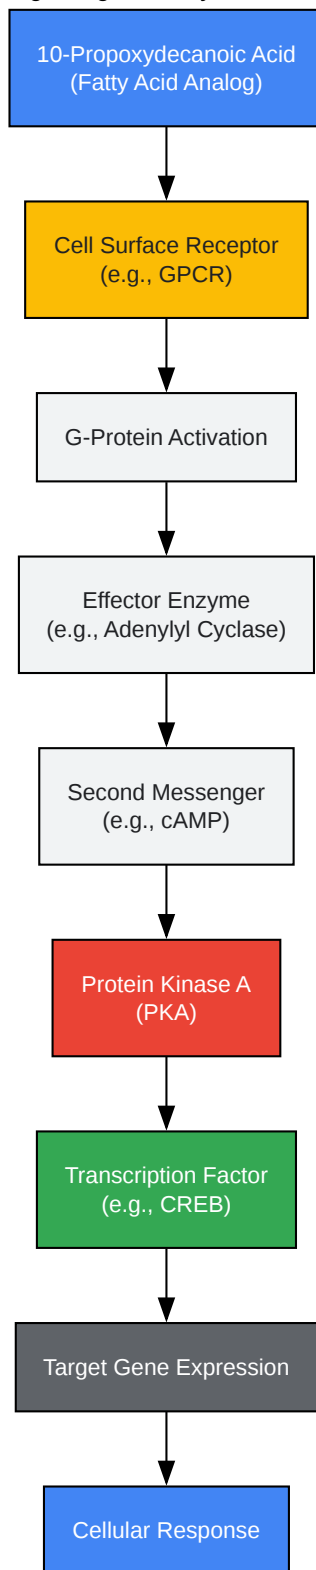 10-Propoxydecanoic Acid
(Fatty Acid Analog)
Cell Surface Receptor
(e.g., GPCR)
G-Protein Activation
Effector Enzyme
(e.g., Adenylyl Cyclase)
Second Messenger
(e.g., cAMP)
Protein Kinase A
(PKA)
Transcription Factor
(e.g., CREB)
Target Gene Expression
Cellular Response